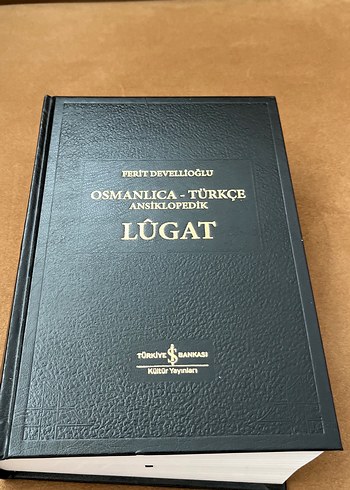 FERİT DEVELLİOĞLU
OSMANLICA - TÜRKÇE
ANSİKLOPEDİK
LÛGAT
TÜRKİYE İŞ BANKASI
Kültür Yayınları